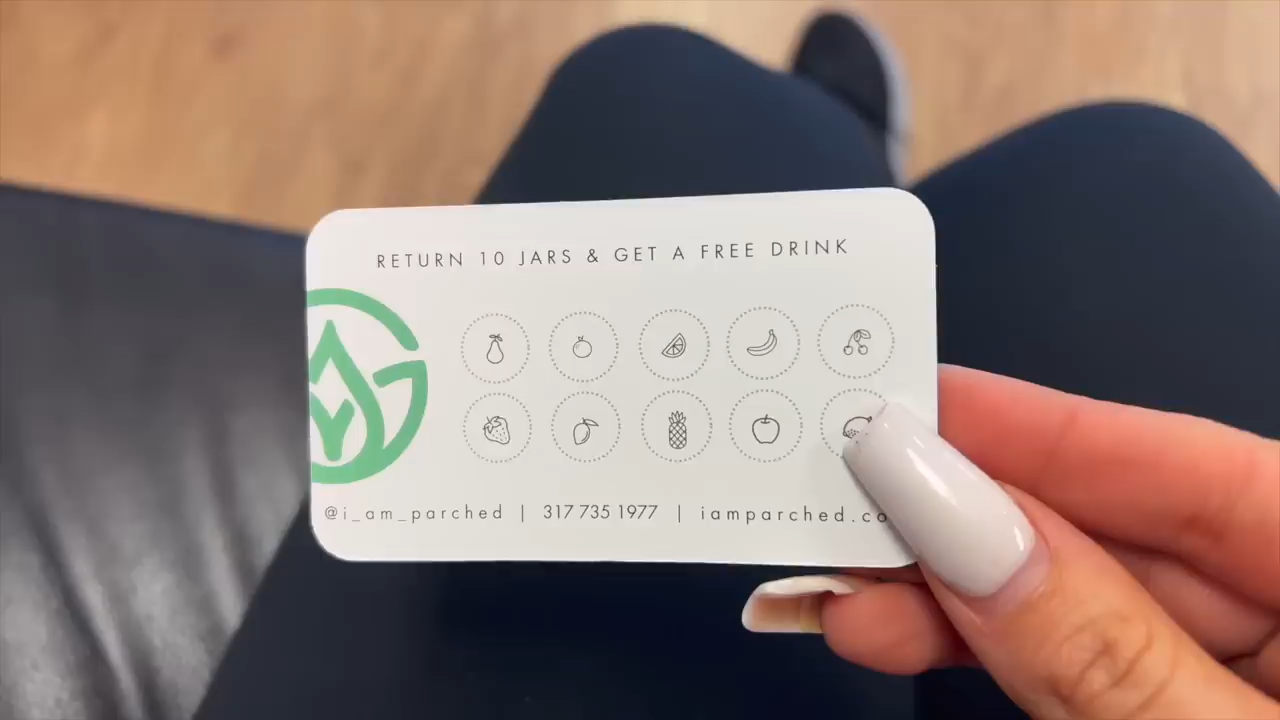 RETURN 10 JARS & GET A FREE DRINK
@i_am_parched | 317 735 1977 | iamparched.co